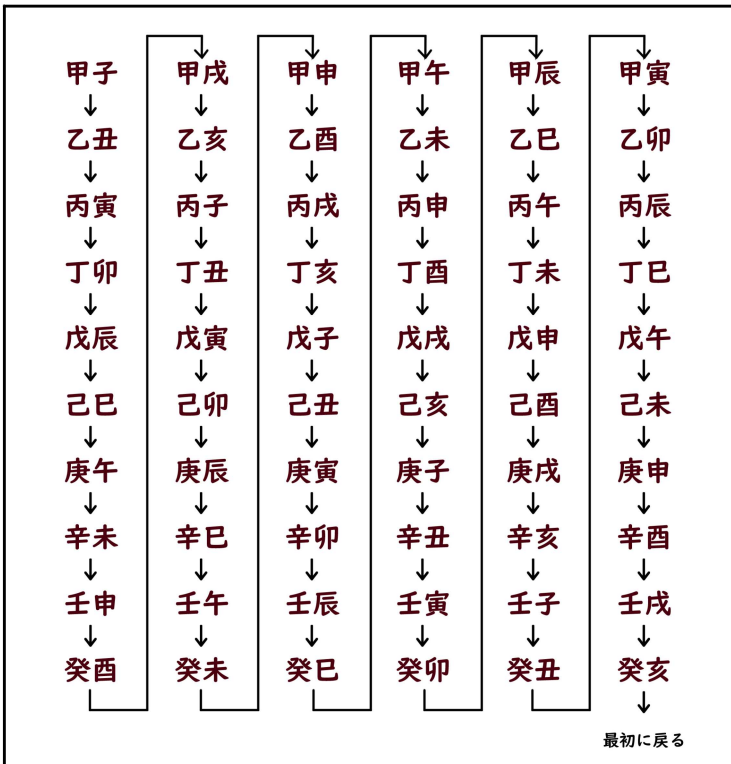 甲子
乙丑
丙寅
丁卯
戊辰
己巳
庚午
辛未
壬申
癸酉
甲戌
乙亥
丙子
丁丑
戊寅
己卯
庚辰
辛巳
壬午
癸未
甲申
乙酉
丙戌
丁亥
戊子
己丑
庚寅
辛卯
壬辰
癸巳
甲午
乙未
丙申
丁酉
戊戌
己亥
庚子
辛丑
壬寅
癸卯
甲辰
乙巳
丙午
丁未
戊申
己酉
庚戌
辛亥
壬子
癸丑
甲寅
乙卯
丙辰
丁巳
戊午
己未
庚申
辛酉
壬戌
癸亥
最初に戻る